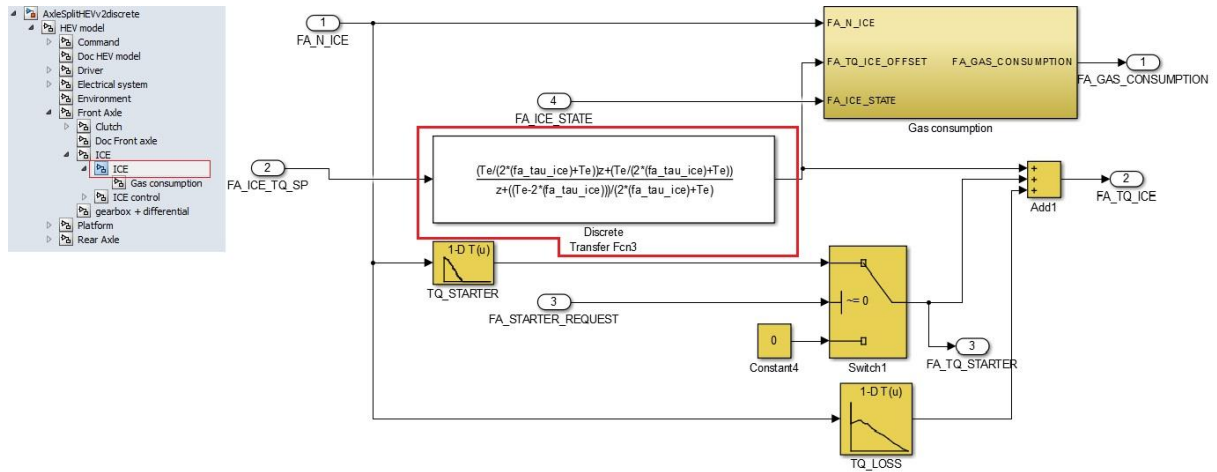 AxleSplitHEVv2discrete
HEV model
Command
Doc HEV model
Driver
Electrical system
Environment
Front Axle
Clutch
Doc Front axle
ICE
ICE
Gas consumption
ICE control
gearbox + differential
Platform
Rear Axle
1
FA_N_ICE
FA_N_ICE
FA_TQ_ICE_OFFSET
FA_GAS_CONSUMPTION
FA_ICE_STATE
Gas consumption
1
FA_GAS_CONSUMPTION
4
FA_ICE_STATE
2
FA_ICE_TQ_SP
(Te/(2*(fa_tau_ice)+Te))z+(Te/(2*(fa_tau_ice)+Te))
z+((Te-2*(fa_tau_ice)))/(2*(fa_tau_ice)+Te)
Discrete
Transfer Fcn3
+
+
+
Add1
2
FA_TQ_ICE
1-D T(u)
TQ_STARTER
3
FA_STARTER_REQUEST
~= 0
0
Constant4
Switch1
3
FA_TQ_STARTER
1-D T(u)
TQ_LOSS